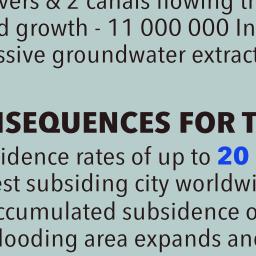 vers & 2 canals flowing th
d growth - 11 000 000 In
ssive groundwater extract
NSEQUENCES FOR T
idence rates of up to 20
est subsiding city worldwi
ccumulated subsidence o
looding area expands and